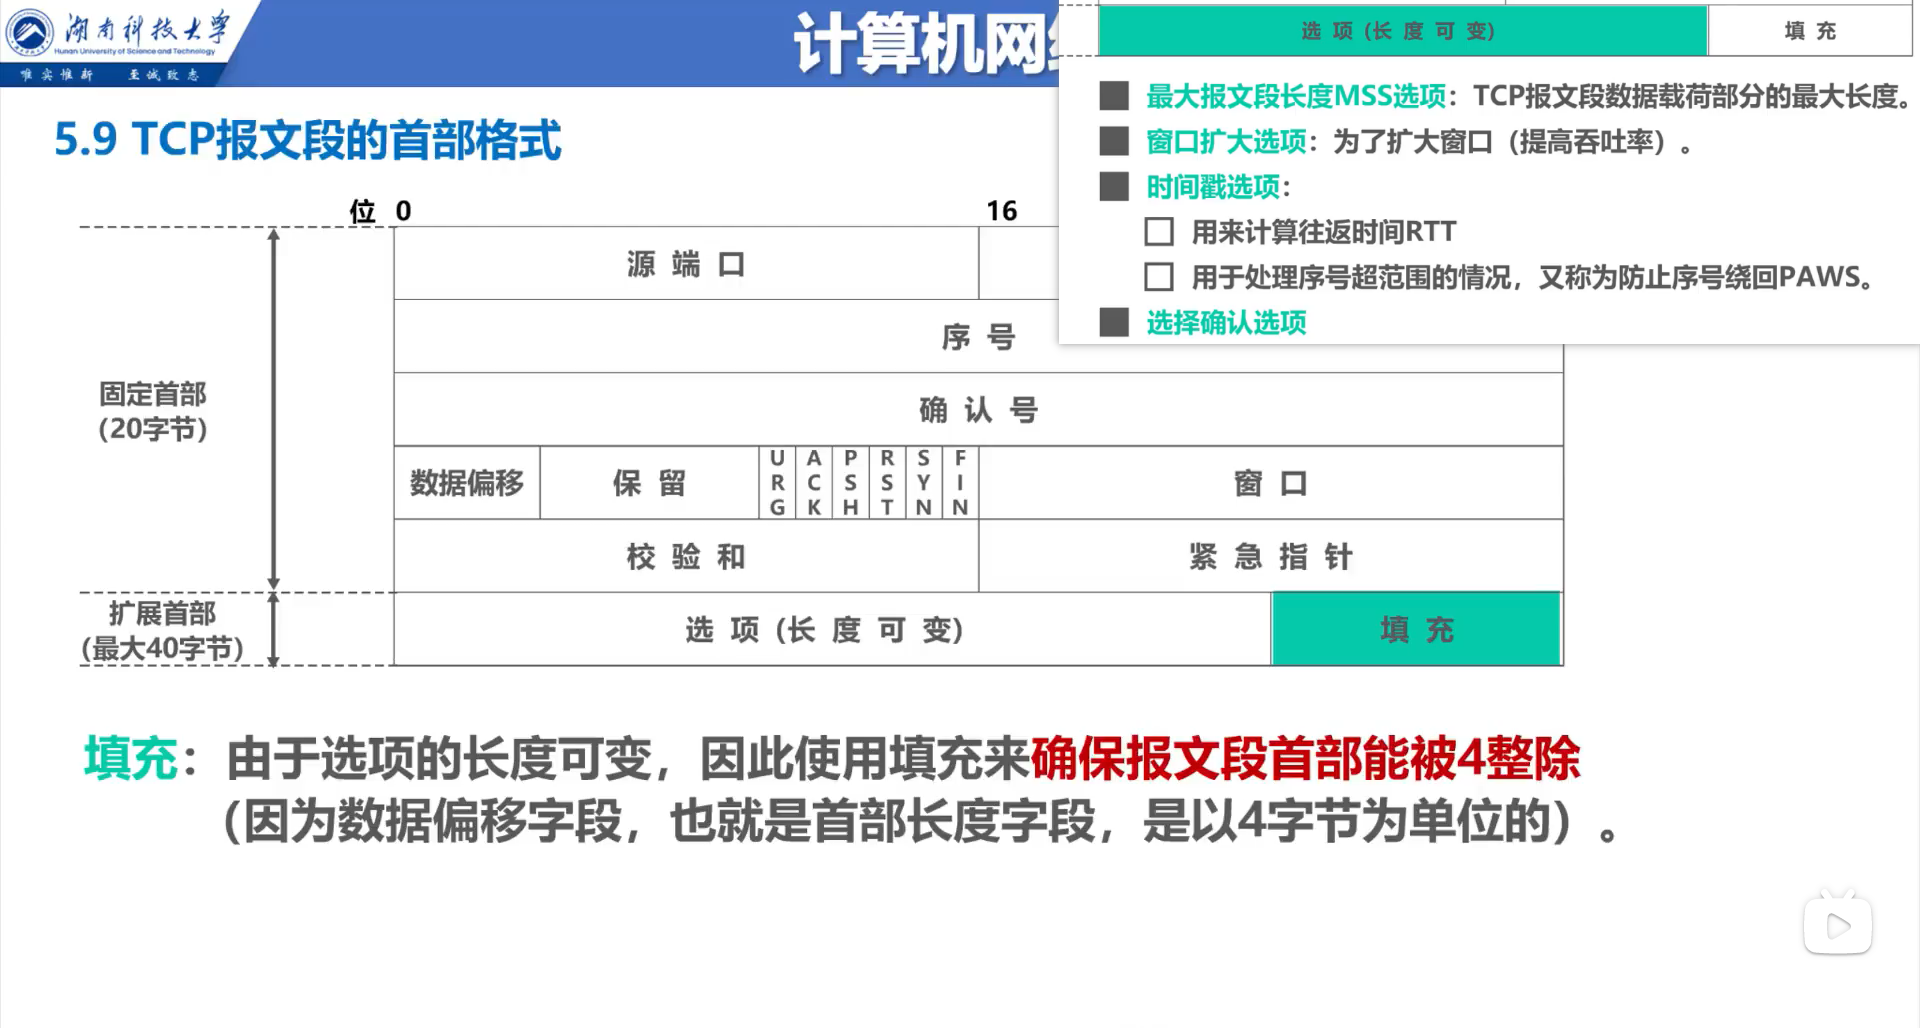 湖南科技大学
Hunan University of Science and Technology
唯实惟新 至诚致志
计算机网
5.9 TCP报文段的首部格式
选 项 (长 度 可 变)
填 充
最大报文段长度MSS选项：TCP报文段数据载荷部分的最大长度。
窗口扩大选项：为了扩大窗口（提高吞吐率）。
时间戳选项：
用来计算往返时间RTT
用于处理序号超范围的情况，又称为防止序号绕回PAWS。
选择确认选项
位 0
16
源 端 口
序 号
固定首部
(20字节)
确 认 号
数据偏移
保 留
URG
ACK
PSH
RST
SYN
FIN
窗 口
校 验 和
紧 急 指 针
扩展首部
(最大40字节)
选 项 (长 度 可 变)
填 充
填充：由于选项的长度可变，因此使用填充来确保报文段首部能被4整除
（因为数据偏移字段，也就是首部长度字段，是以4字节为单位的）。